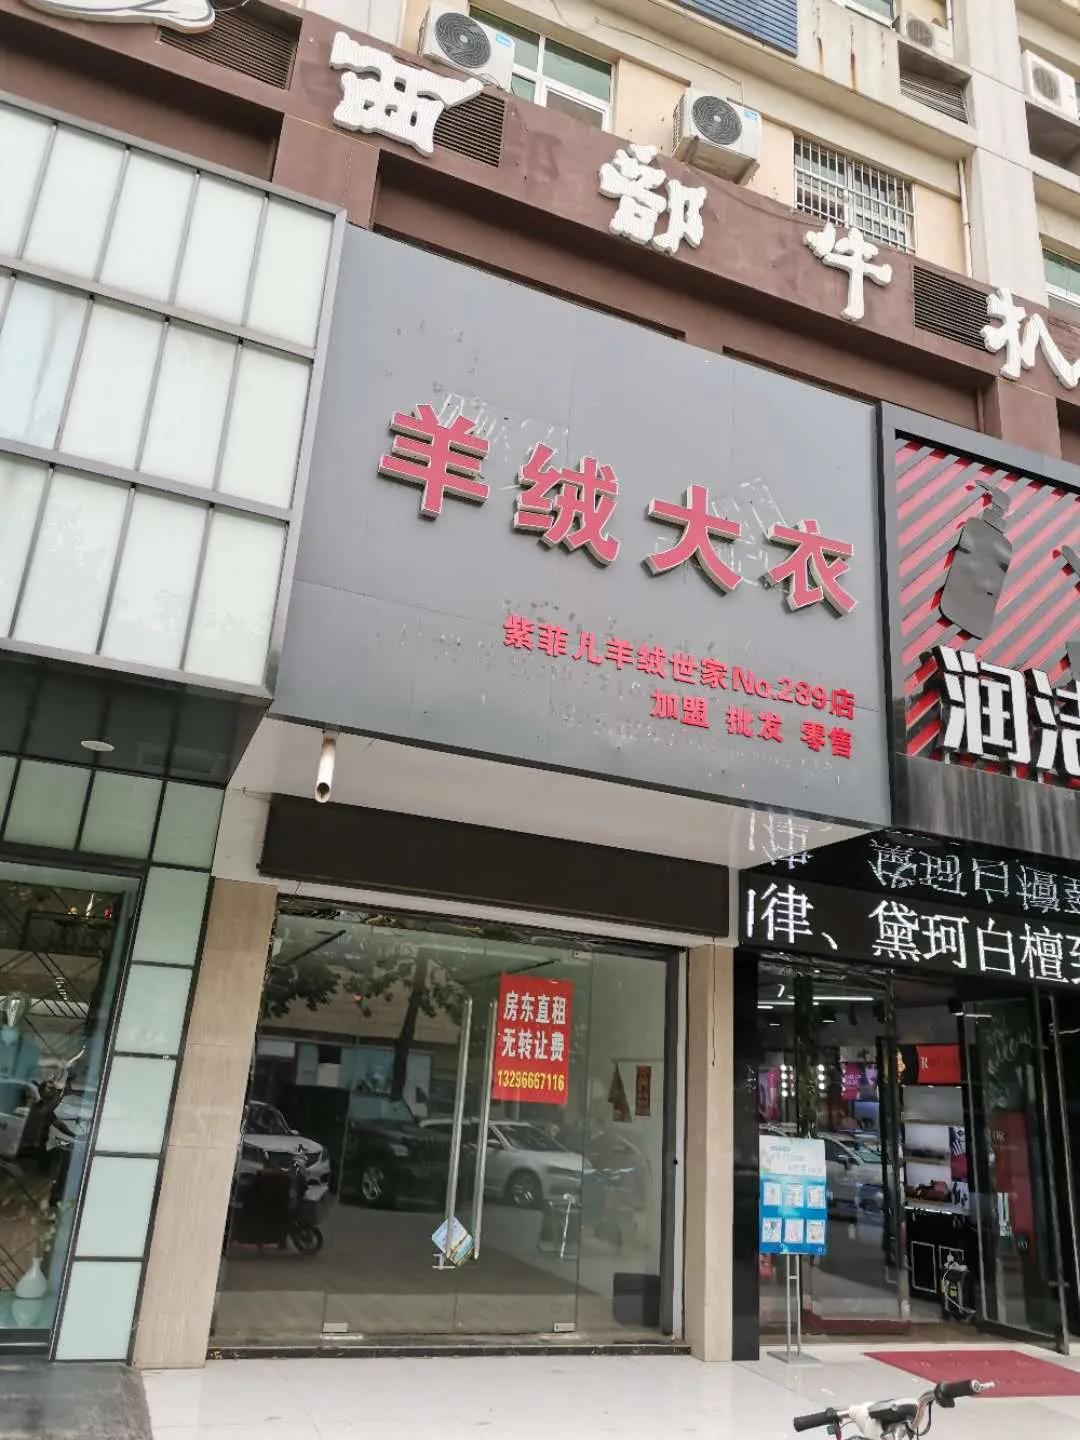 西部牛扒
羊绒大衣
紫菲儿羊绒世家No.289店
加盟 批发 零售
润洁
律、黛珂白檀
房东直租
无转让费
13296667116